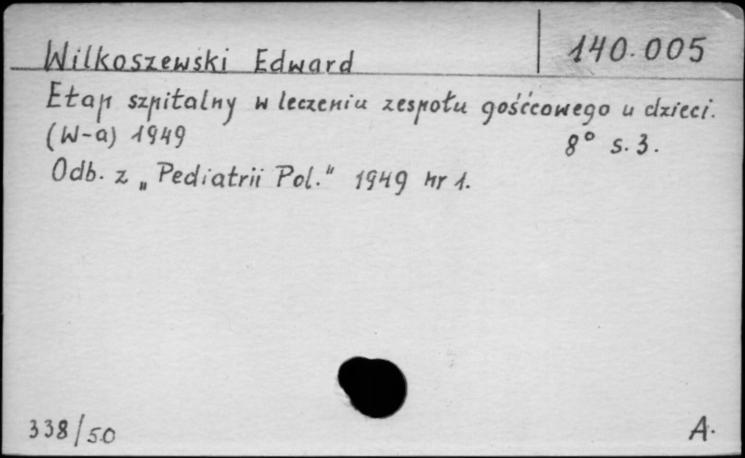 Wilkoszewski Edward 140.005
Etap szpitalny w leczeniu zespołu gośćcowego u dzieci.
(W-a) 1949 8° s. 3.
Odb. z „Pediatrii Pol." 1949 nr 1.
338/50 A.